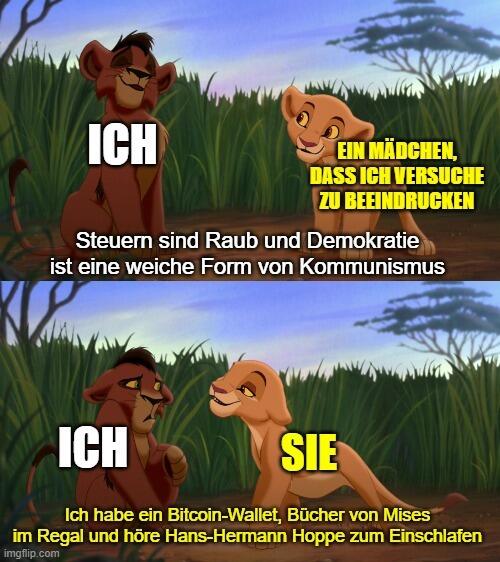 ICH
EIN MÄDCHEN,
DASS ICH VERSUCHE
ZU BEEINDRUCKEN
Steuern sind Raub und Demokratie
ist eine weiche Form von Kommunismus
ICH
SIE
Ich habe ein Bitcoin-Wallet, Bücher von Mises
im Regal und höre Hans-Hermann Hoppe zum Einschlafen
imgflip.com